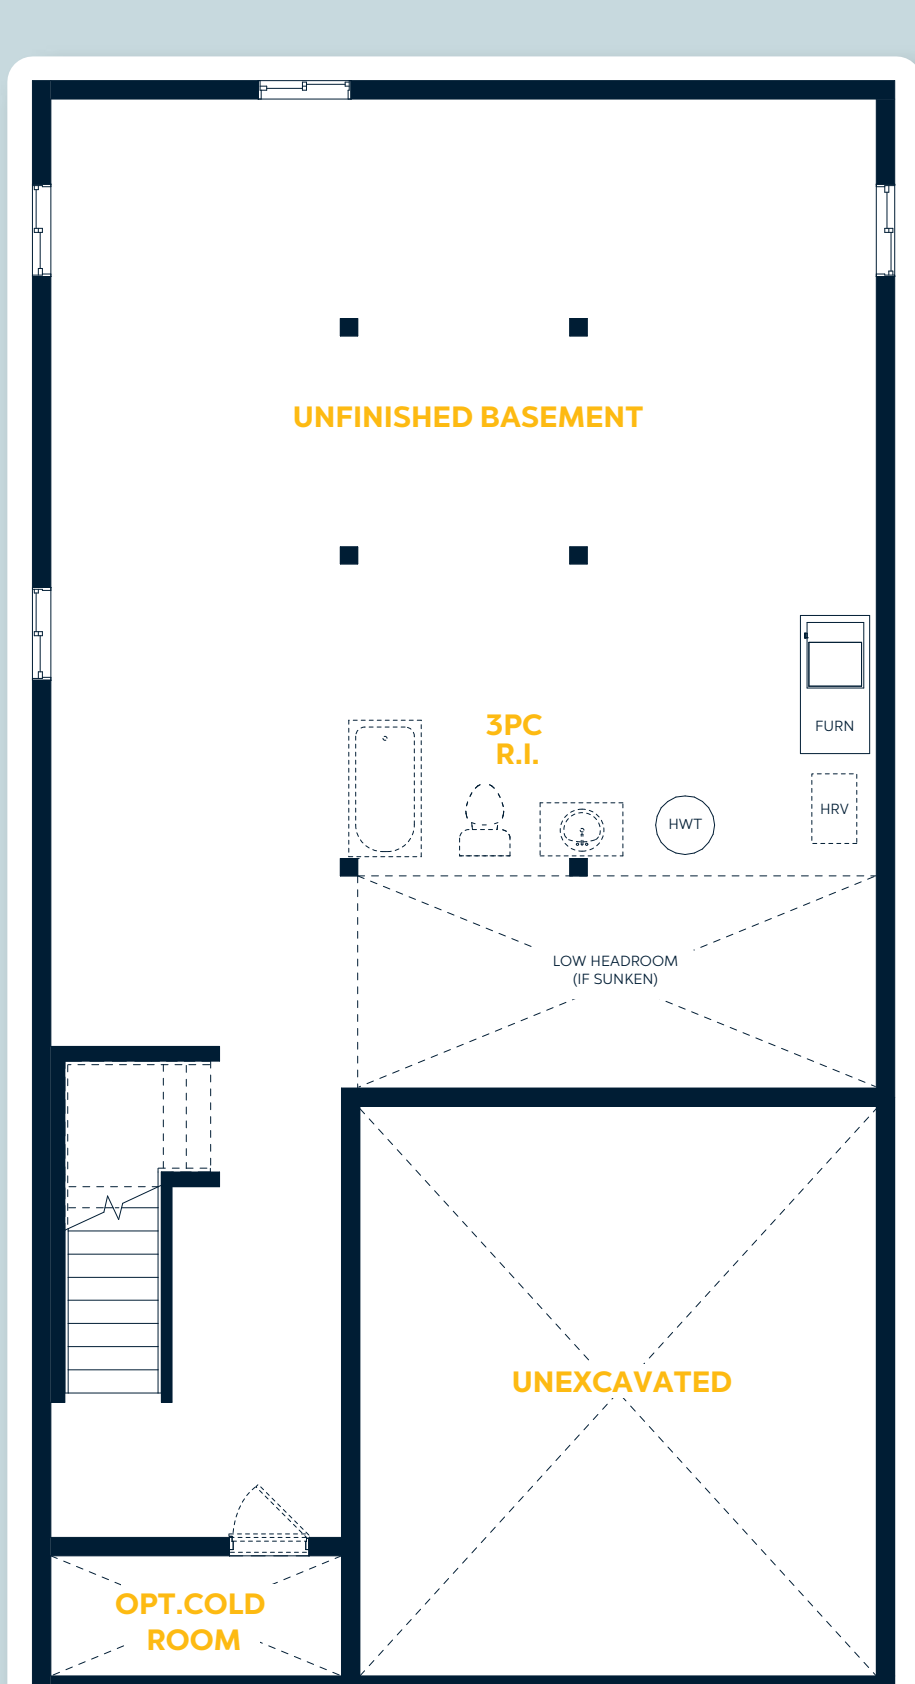 UNFINISHED BASEMENT
3PC
R.I.
FURN
HRV
HWT
LOW HEADROOM
(IF SUNKEN)
UNEXCAVATED
OPT.COLD
ROOM